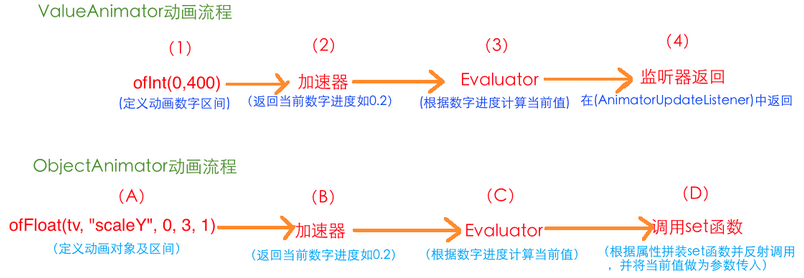 ValueAnimator动画流程
（1） （2） （3） （4）
ofInt(0,400) 加速器 Evaluator 监听器返回
(定义动画数字区间) (返回当前数字进度如0.2) (根据数字进度计算当前值) 在(AnimatorUpdateListener)中返回
ObjectAnimator动画流程
（A） （B） （C） （D）
ofFloat(tv, "scaleY", 0, 3, 1) 加速器 Evaluator 调用set函数
(定义动画对象及区间) (返回当前数字进度如0.2) (根据数字进度计算当前值) (根据属性拼装set函数并反射调用
，并将当前值做为参数传入)